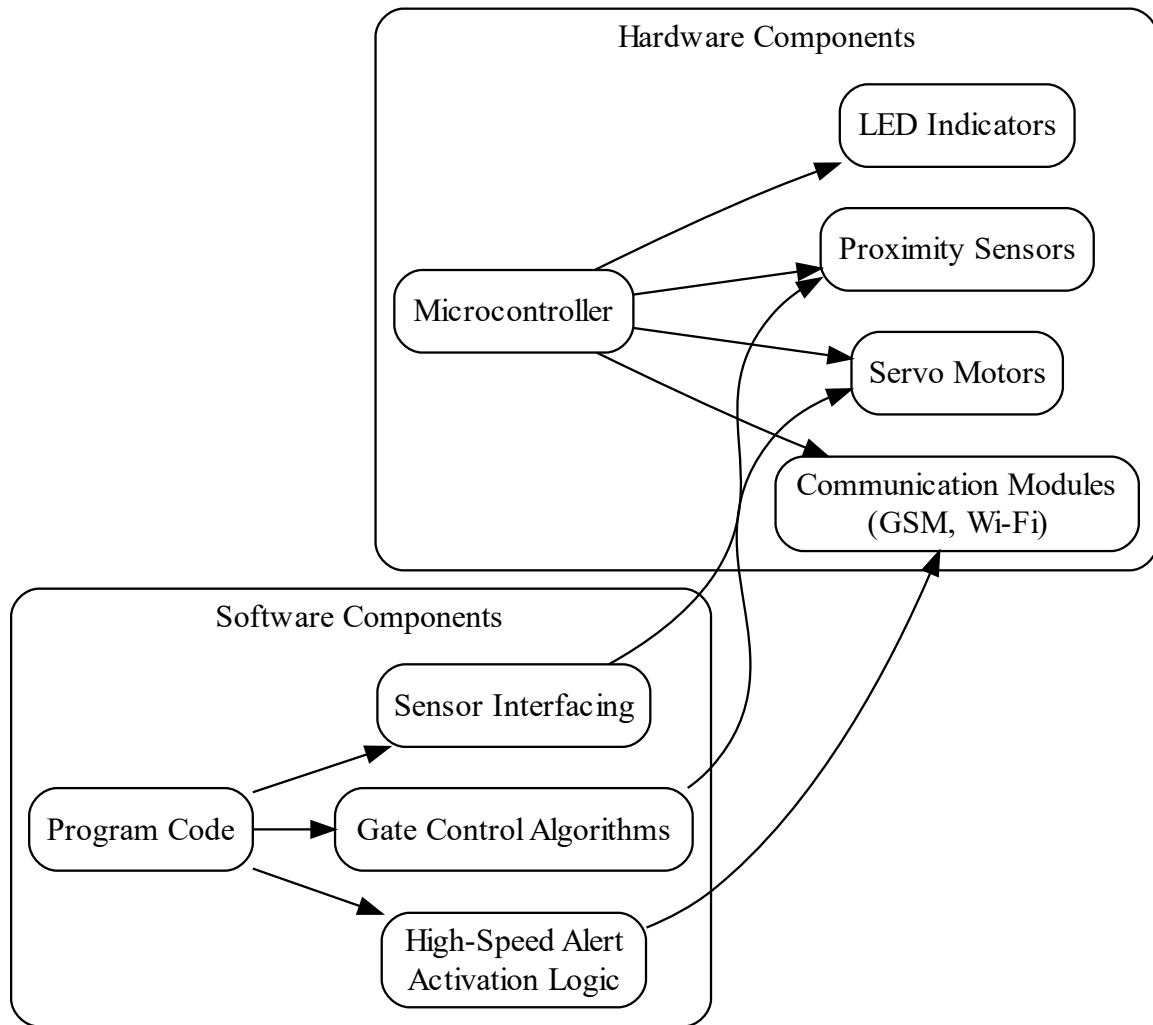 Hardware Components
LED Indicators
Proximity Sensors
Microcontroller
Servo Motors
Communication Modules
(GSM, Wi-Fi)
Software Components
Sensor Interfacing
Program Code
Gate Control Algorithms
High-Speed Alert
Activation Logic